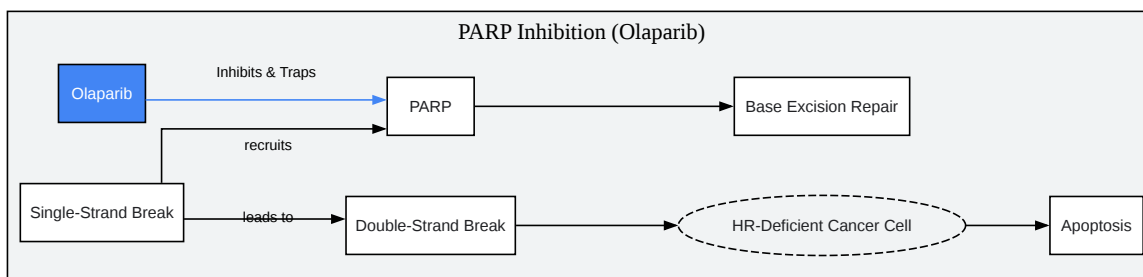 PARP Inhibition (Olaparib)
Inhibits & Traps
Olaparib
PARP
Base Excision Repair
recruits
Single-Strand Break
leads to
Double-Strand Break
HR-Deficient Cancer Cell
Apoptosis